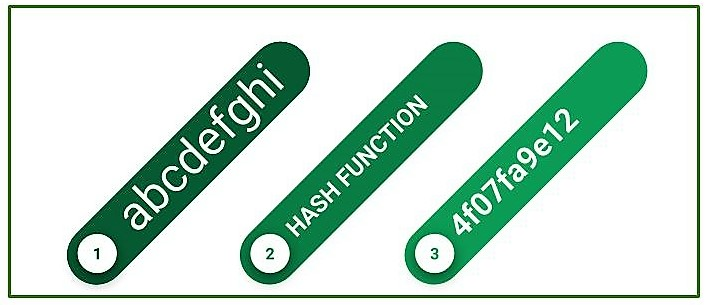 1
abcdefghi
2
HASH FUNCTION
3
4f07fa9e12